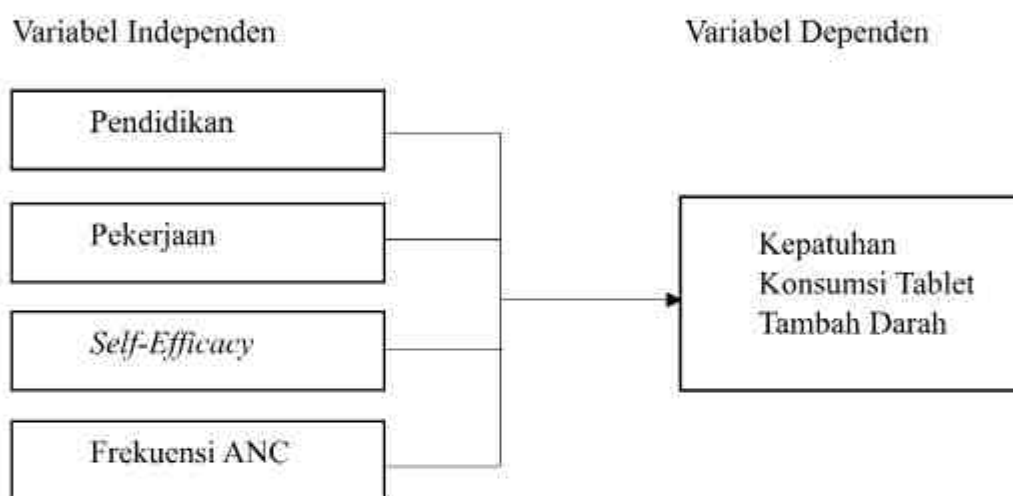 Variabel Independen
Variabel Dependen
Pendidikan
Pekerjaan
Self-Efficacy
Frekuensi ANC
Kepatuhan
Konsumsi Tablet
Tambah Darah